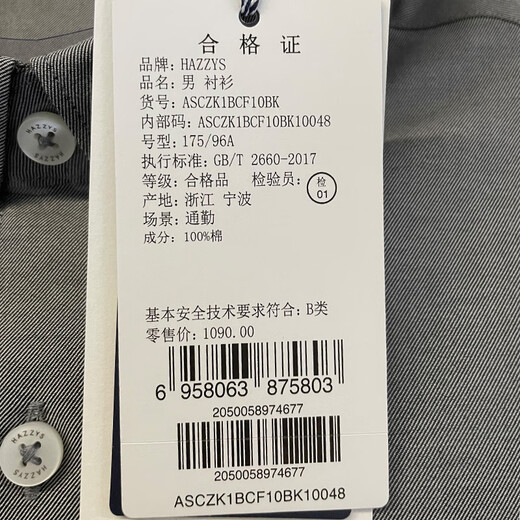 合格证
品牌: HAZZYS
品名: 男 衬衫
货号: ASCZK1BCF10BK
内部码: ASCZK1BCF10BK10048
号型: 175/96A
执行标准: GB/T 2660-2017
等级: 合格品 检验员: 检 01
产地: 浙江 宁波
场景: 通勤
成分: 100%棉
基本安全技术要求符合: B类
零售价: 1090.00
6 958063 875803
2050058974677
2050058974677
ASCZK1BCF10BK10048
HAZZYS
HAZZYS
HAZZYS